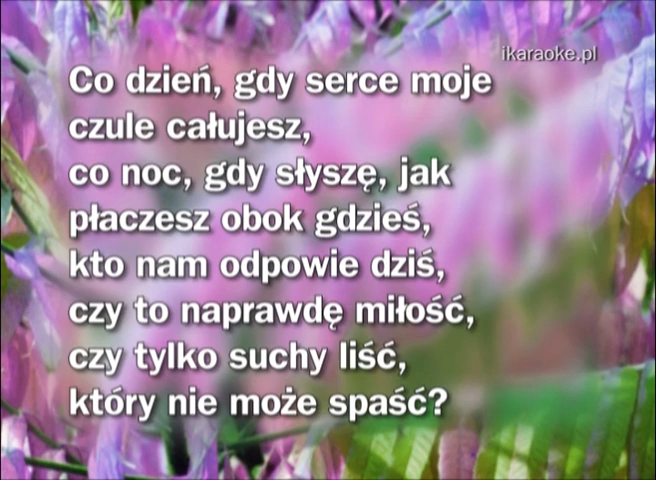 ikaraoke.pl
Co dzień, gdy serce moje
czule całujesz,
co noc, gdy słyszę, jak
płaczesz obok gdzieś,
kto nam odpowie dziś,
czy to naprawdę miłość,
czy tylko suchy liść,
który nie może spaść?